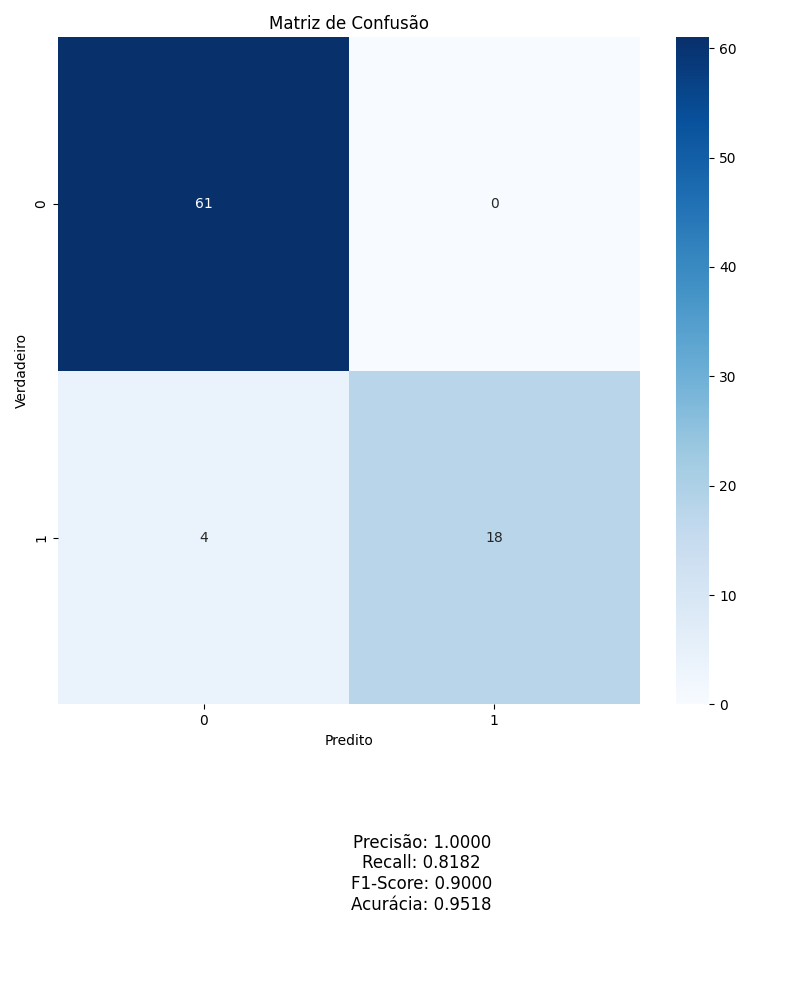 Matriz de Confusão
Verdadeiro
0
1
61
0
4
18
0
1
Predito
60
50
40
30
20
10
0
Precisão: 1.0000
Recall: 0.8182
F1-Score: 0.9000
Acurácia: 0.9518